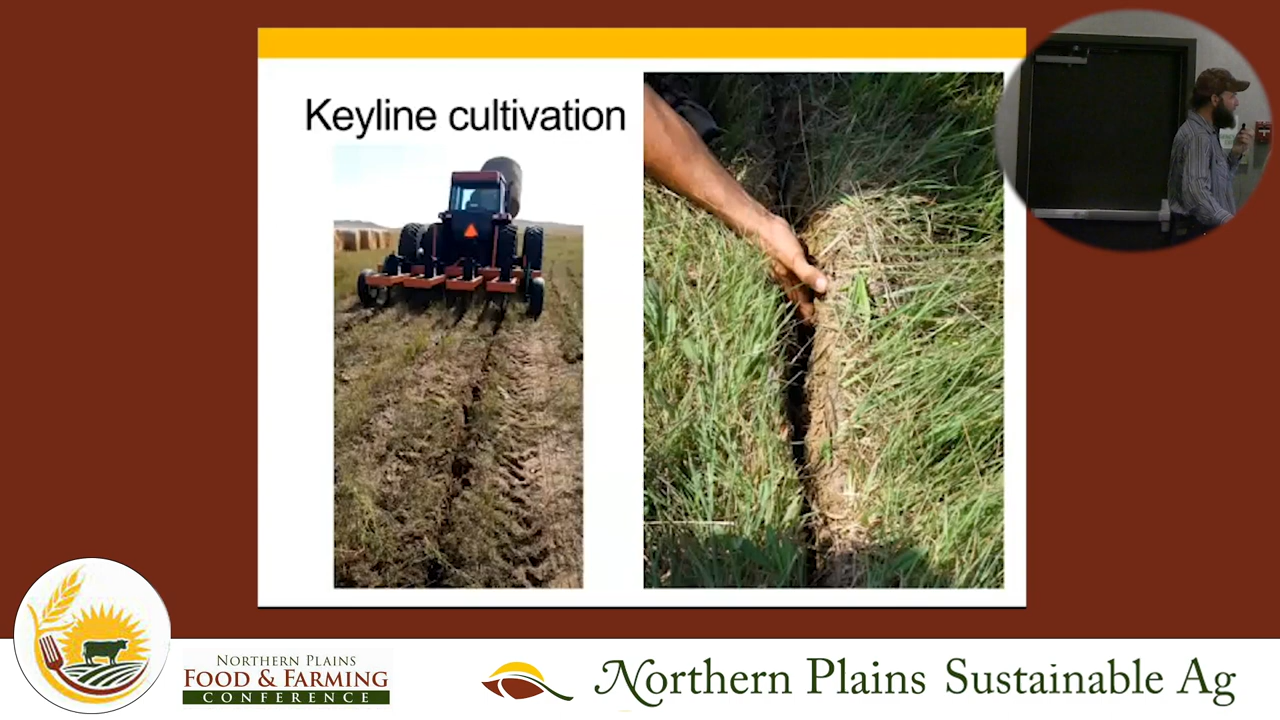 Keyline cultivation
NORTHERN PLAINS
FOOD & FARMING
CONFERENCE
Northern Plains Sustainable Ag